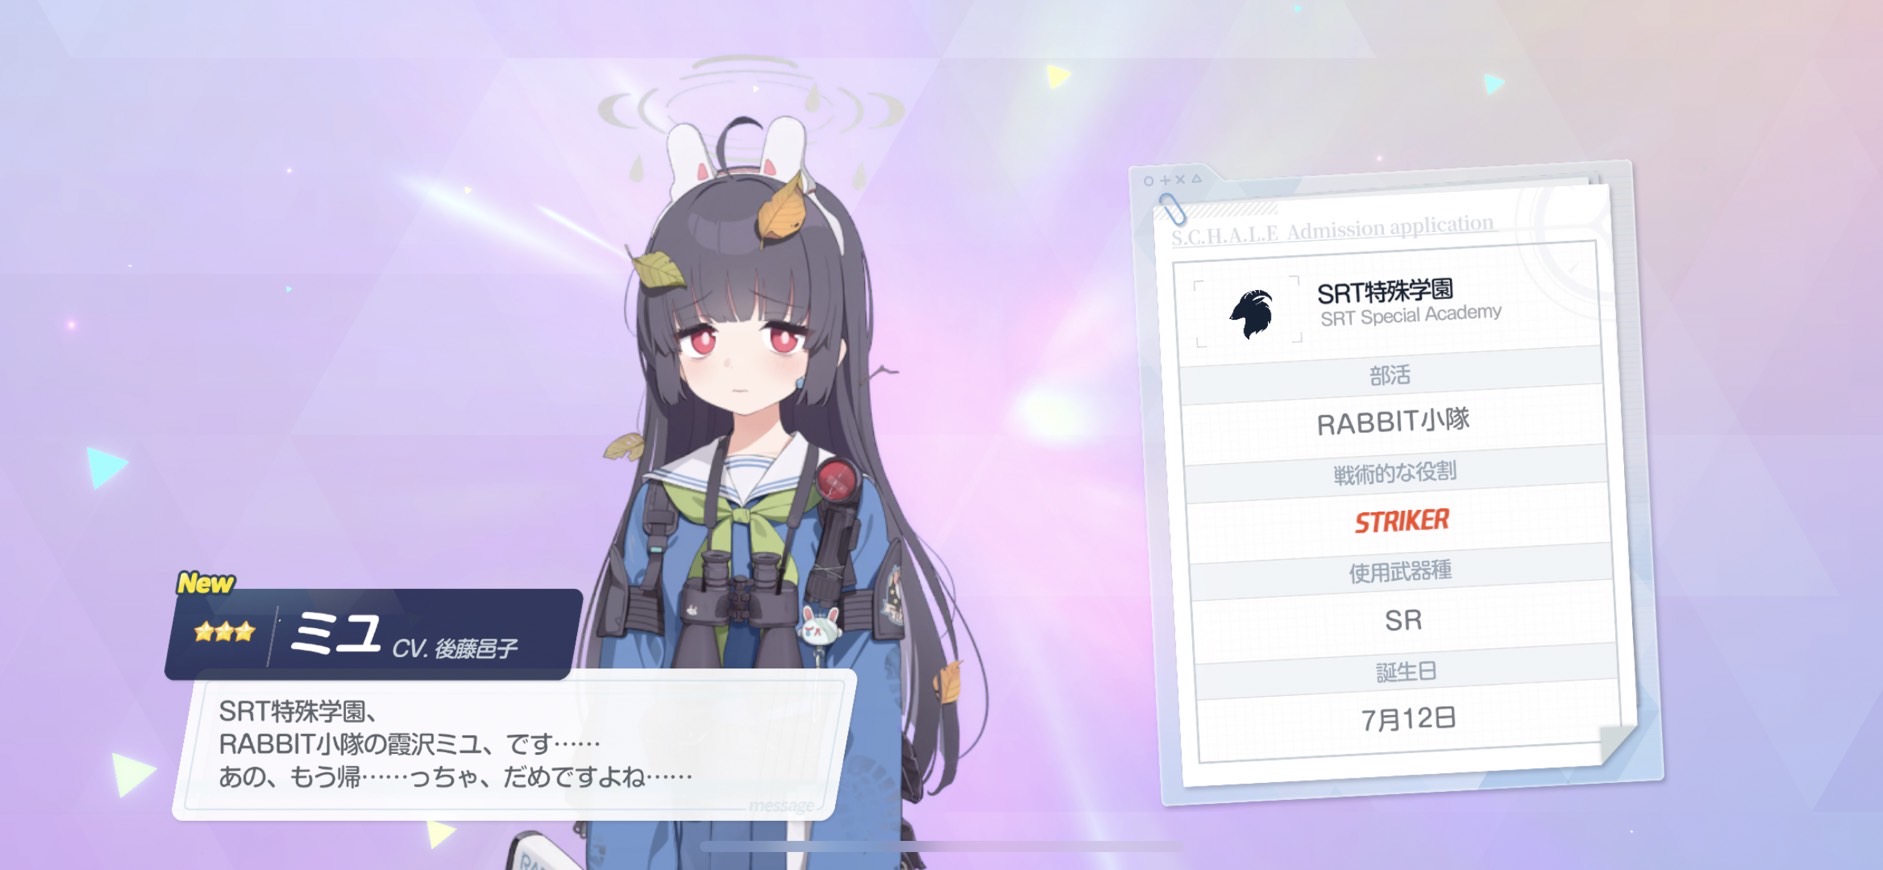 New
ミユ CV. 後藤邑子
SRT特殊学園、
RABBIT小隊の霞沢ミユ、です……
あの、もう帰……っちゃ、だめですよね……
message
S.C.H.A.L.E Admission application
SRT特殊学園
SRT Special Academy
部活
RABBIT小隊
戦術的な役割
STRIKER
使用武器種
SR
誕生日
7月12日